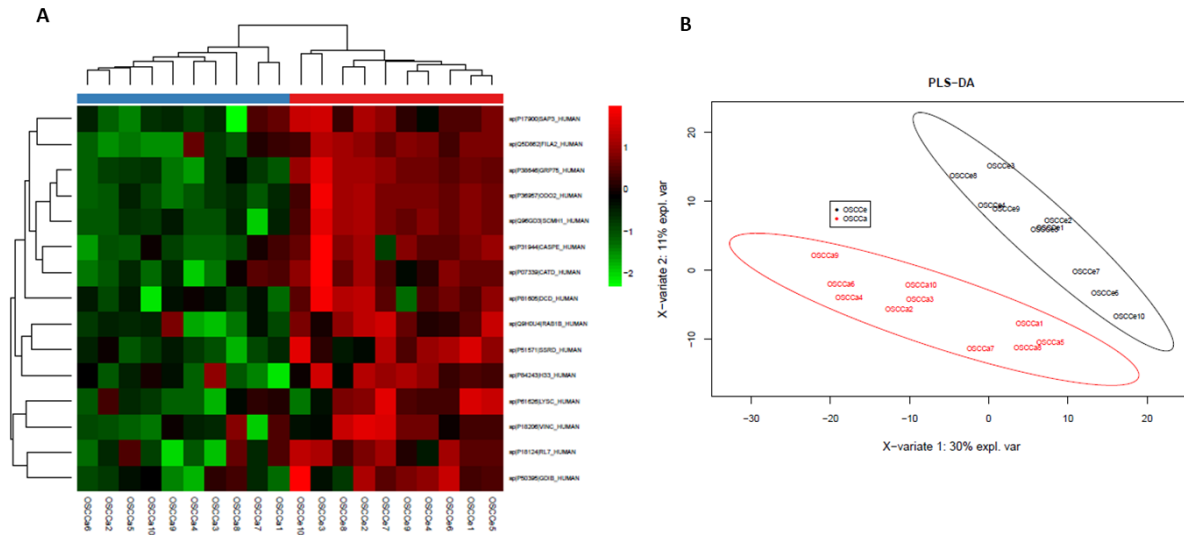 A
sp|P17900|SAP3_HUMAN
sp|Q5D862|FILA2_HUMAN
sp|P38646|GRP75_HUMAN
sp|P36957|ODO2_HUMAN
sp|Q96GD3|SCMH1_HUMAN
sp|P31944|CASPE_HUMAN
sp|P07339|CATD_HUMAN
sp|P81605|DCD_HUMAN
sp|Q9H0U4|RAB1B_HUMAN
sp|P51571|SSRD_HUMAN
sp|P84243|H33_HUMAN
sp|P61626|LYSC_HUMAN
sp|P18206|VINC_HUMAN
sp|P18124|RL7_HUMAN
sp|P50395|GDIB_HUMAN
1
0
−1
−2
OSCCa6
OSCCa2
OSCCa5
OSCCa10
OSCCa9
OSCCa4
OSCCa3
OSCCa8
OSCCa7
OSCCa1
OSCCe10
OSCCe3
OSCCe8
OSCCe2
OSCCe7
OSCCe9
OSCCe4
OSCCe6
OSCCe1
OSCCe5
B
PLS−DA
X−variate 2: 11% expl. var
20
10
0
−10
OSCCe
OSCCa
OSCCe3
OSCCe8
OSCCe4
OSCCe9
OSCCe2
OSCCe1
OSCCe7
OSCCe10
OSCCa9
OSCCa6
OSCCa10
OSCCa4
OSCCa3
OSCCa2
OSCCa1
OSCCa5
OSCCa7
OSCCa8
−30
−20
−10
0
10
20
X−variate 1: 30% expl. var